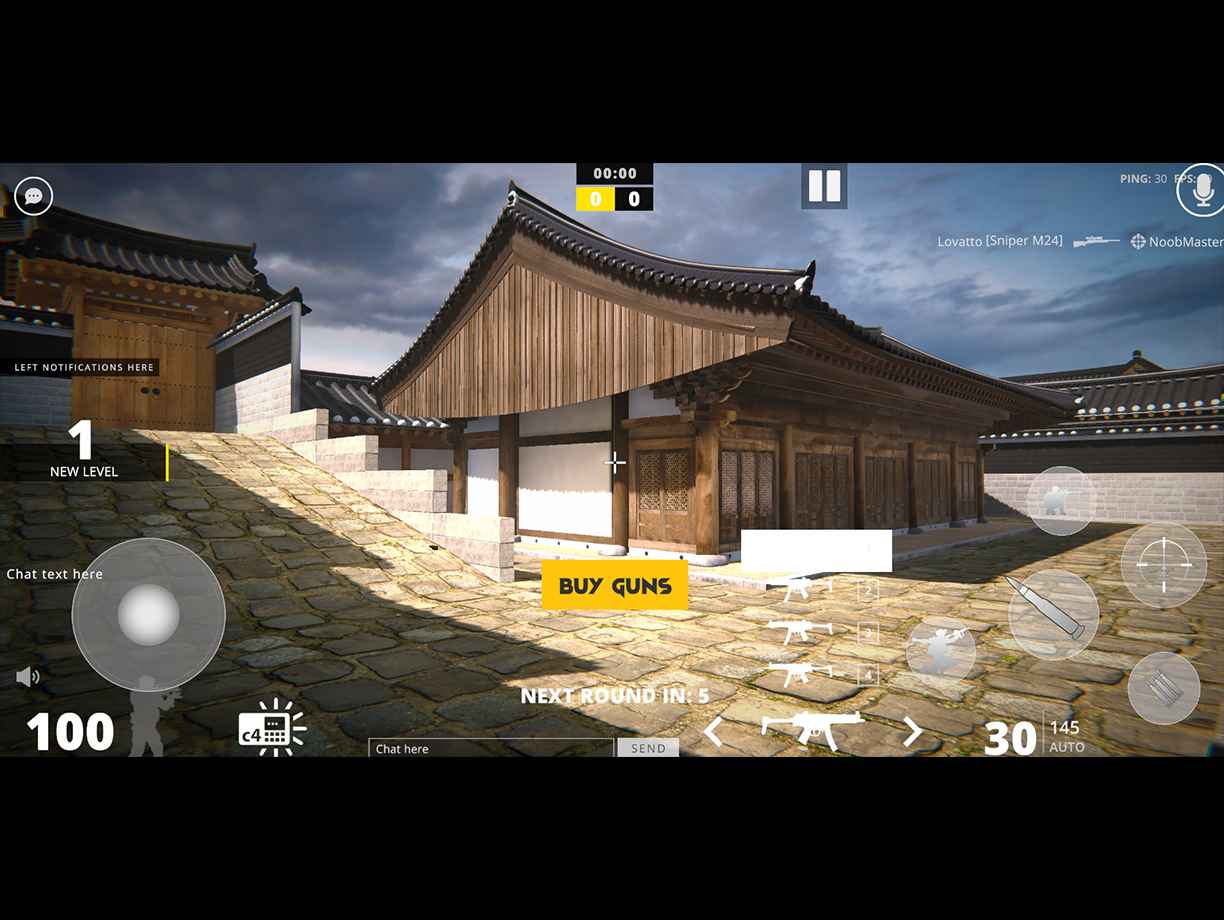 00:00
0 0
PING: 30 FPS:
Lovatto [Sniper M24] NoobMaster
LEFT NOTIFICATIONS HERE
1
NEW LEVEL
Chat text here
BUY GUNS
2
3
4
NEXT ROUND IN: 5
100
C4
Chat here SEND
30 145
AUTO